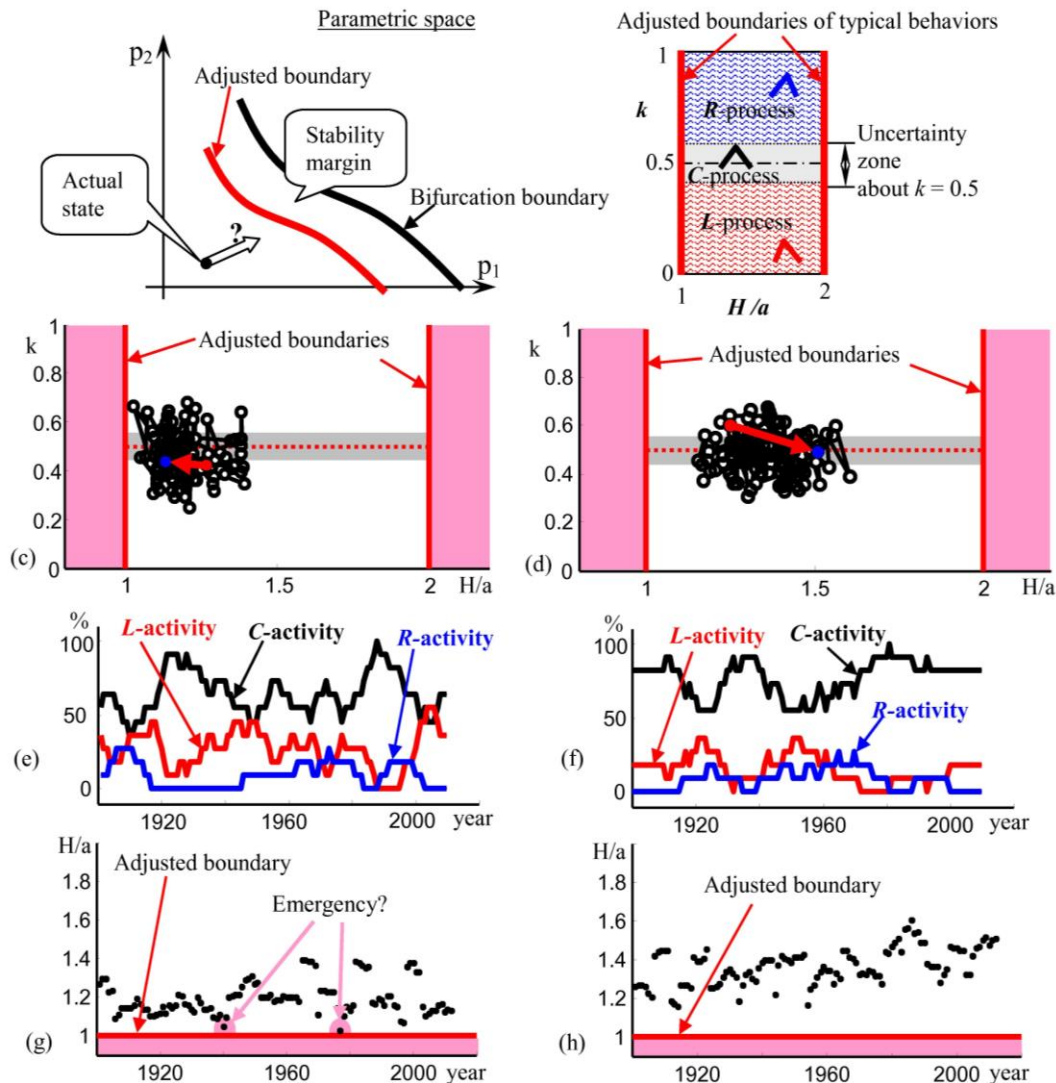 Parametric space
p2
Adjusted boundary
Stability
margin
Actual
state
?
Bifurcation boundary
p1
Adjusted boundaries of typical behaviors
1
k
R-process
0.5
C-process
L-process
0
1
2
H/a
Uncertainty
zone
about k = 0.5
1
k
0.8
0.6
0.4
0.2
0
Adjusted boundaries
(c)
1
1.5
2
H/a
1
k
0.8
0.6
0.4
0.2
0
Adjusted boundaries
(d)
1
1.5
2
H/a
%
100
50
0
L-activity
C-activity
R-activity
(e)
1920
1960
2000
year
%
100
50
0
L-activity
C-activity
R-activity
(f)
1920
1960
2000
year
H/a
1.8
1.6
1.4
1.2
1
Adjusted boundary
Emergency?
(g)
1920
1960
2000
year
H/a
1.8
1.6
1.4
1.2
1
Adjusted boundary
(h)
1920
1960
2000
year